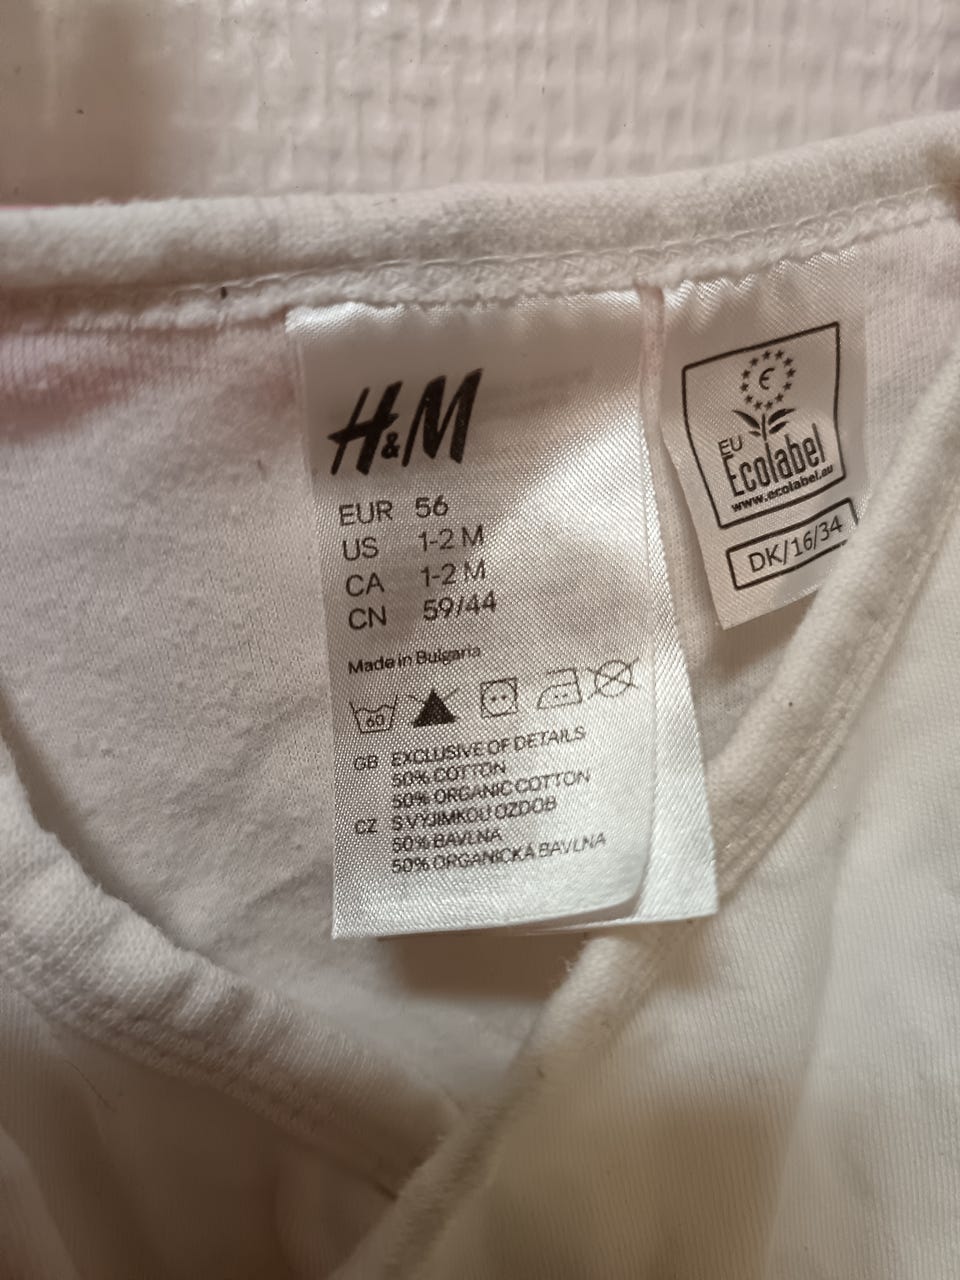 H&M
EUR 56
US 1-2 M
CA 1-2 M
CN 59/44
Made in Bulgaria
60
GB EXCLUSIVE OF DETAILS
50% COTTON
50% ORGANIC COTTON
CZ S VÝJIMKOU OZDOB
50% BAVLNA
50% ORGANICKÁ BAVLNA
EU
Ecolabel
www.ecolabel.eu
DK/16/34